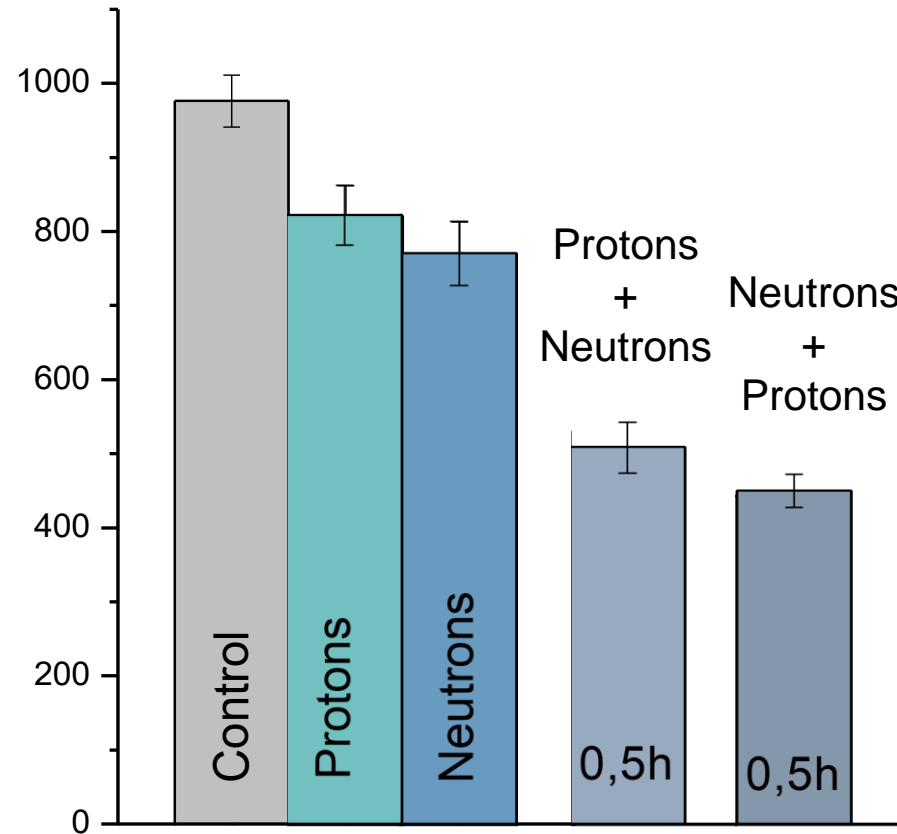 1000
800
600
400
200
0
Control
Protons
Neutrons
Protons
+
Neutrons
0,5h
Neutrons
+
Protons
0,5h